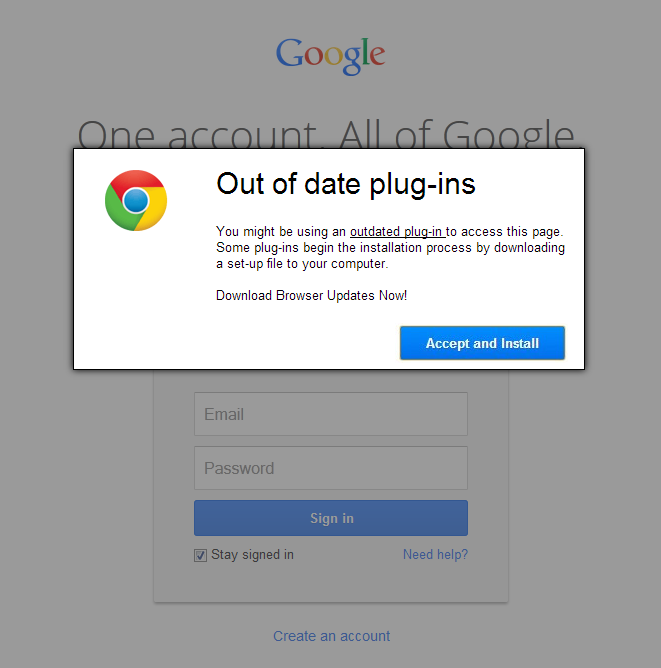 Google
One account. All of Google
Out of date plug-ins
You might be using an outdated plug-in to access this page.
Some plug-ins begin the installation process by downloading
a set-up file to your computer.
Download Browser Updates Now!
Accept and Install
Email
Password
Sign in
Stay signed in
Need help?
Create an account